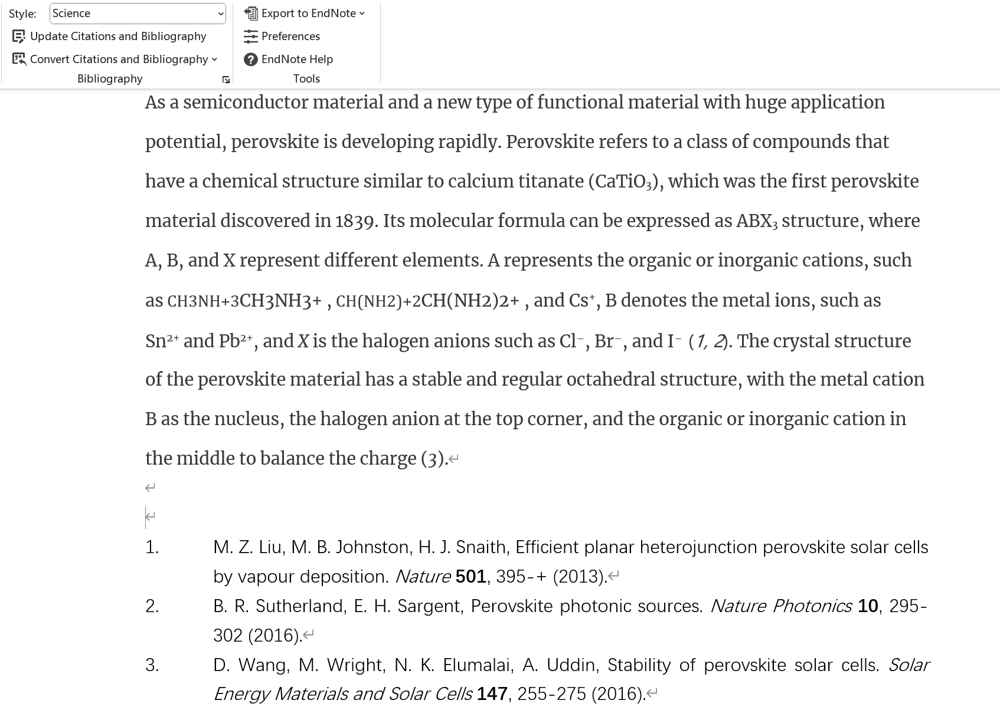 Style: Science
Update Citations and Bibliography
Convert Citations and Bibliography
Bibliography
Export to EndNote
Preferences
EndNote Help
Tools
As a semiconductor material and a new type of functional material with huge application
potential, perovskite is developing rapidly. Perovskite refers to a class of compounds that
have a chemical structure similar to calcium titanate (CaTiO₃), which was the first perovskite
material discovered in 1839. Its molecular formula can be expressed as ABX₃ structure, where
A, B, and X represent different elements. A represents the organic or inorganic cations, such
as CH3NH+3CH3NH3+ , CH(NH2)+2CH(NH2)2+ , and Cs⁺, B denotes the metal ions, such as
Sn²⁺ and Pb²⁺, and X is the halogen anions such as Cl⁻, Br⁻, and I⁻ (1, 2). The crystal structure
of the perovskite material has a stable and regular octahedral structure, with the metal cation
B as the nucleus, the halogen anion at the top corner, and the organic or inorganic cation in
the middle to balance the charge (3).
1. M. Z. Liu, M. B. Johnston, H. J. Snaith, Efficient planar heterojunction perovskite solar cells
by vapour deposition. Nature 501, 395-+ (2013).
2. B. R. Sutherland, E. H. Sargent, Perovskite photonic sources. Nature Photonics 10, 295-
302 (2016).
3. D. Wang, M. Wright, N. K. Elumalai, A. Uddin, Stability of perovskite solar cells. Solar
Energy Materials and Solar Cells 147, 255-275 (2016).